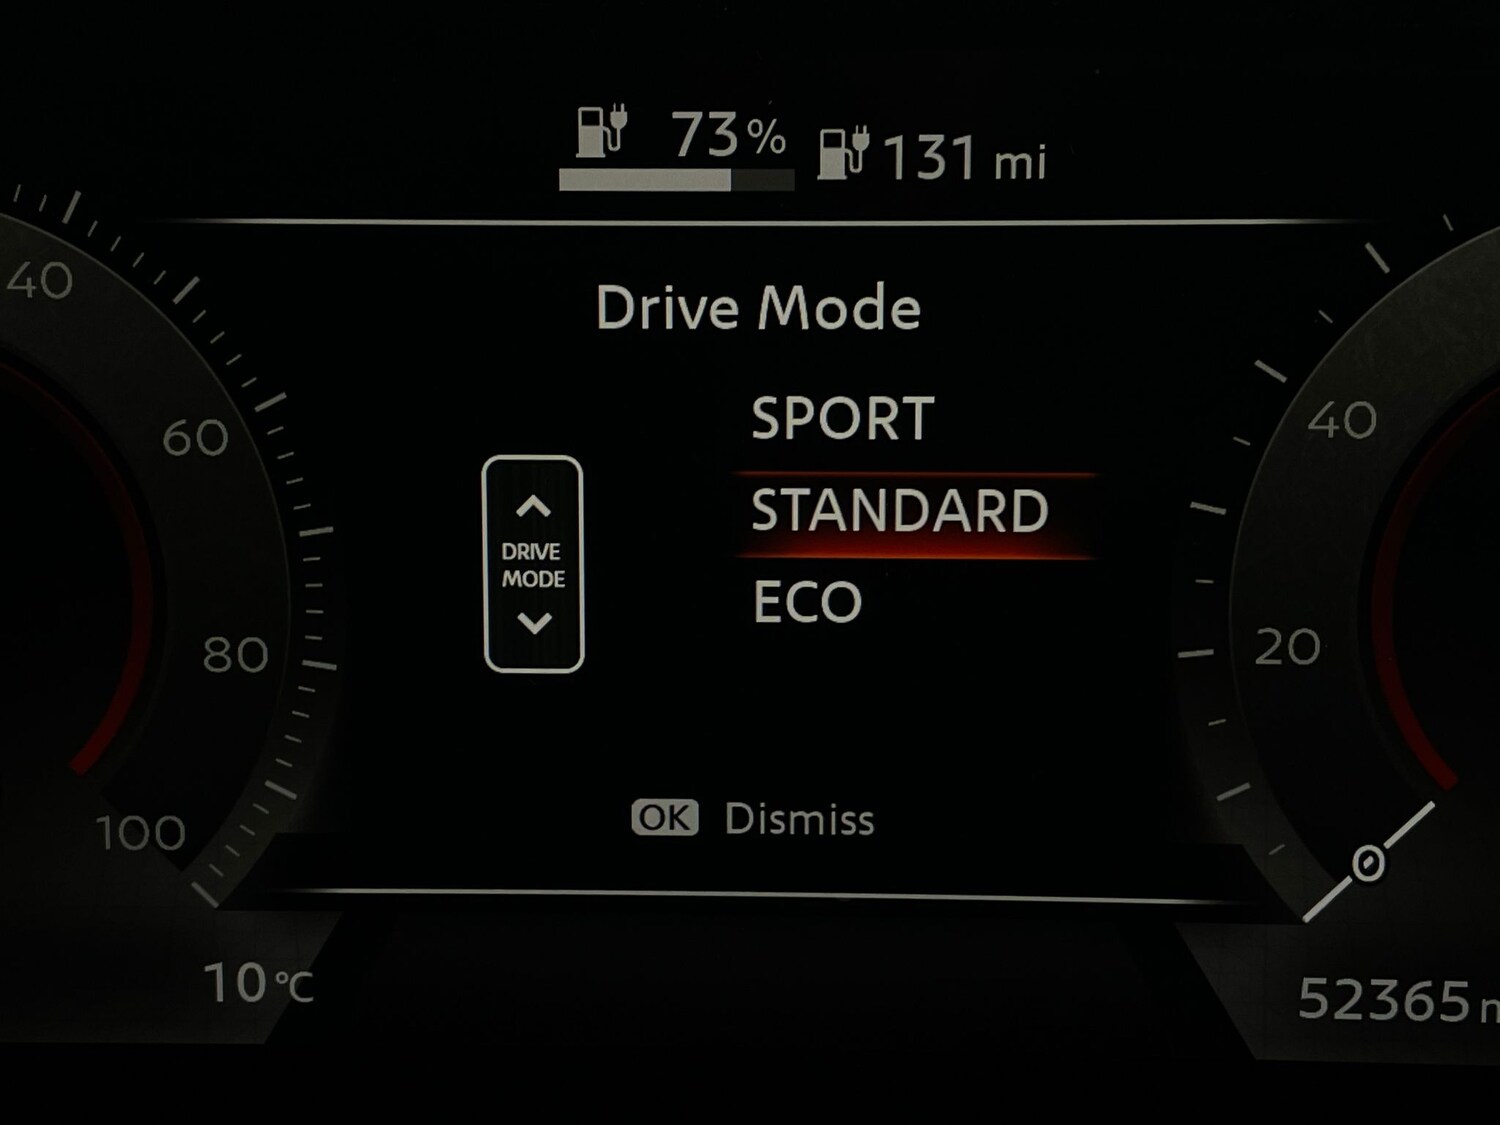 73%
131 mi
Drive Mode
SPORT
STANDARD
ECO
DRIVE
MODE
OK Dismiss
40
60
80
100
40
20
0
10°C
52365